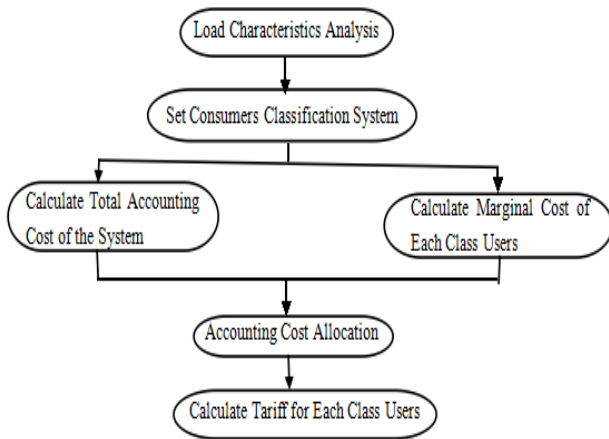 Load Characteristics Analysis
Set Consumers Classification System
Calculate Total Accounting
Cost of the System
Calculate Marginal Cost of
Each Class Users
Accounting Cost Allocation
Calculate Tariff for Each Class Users